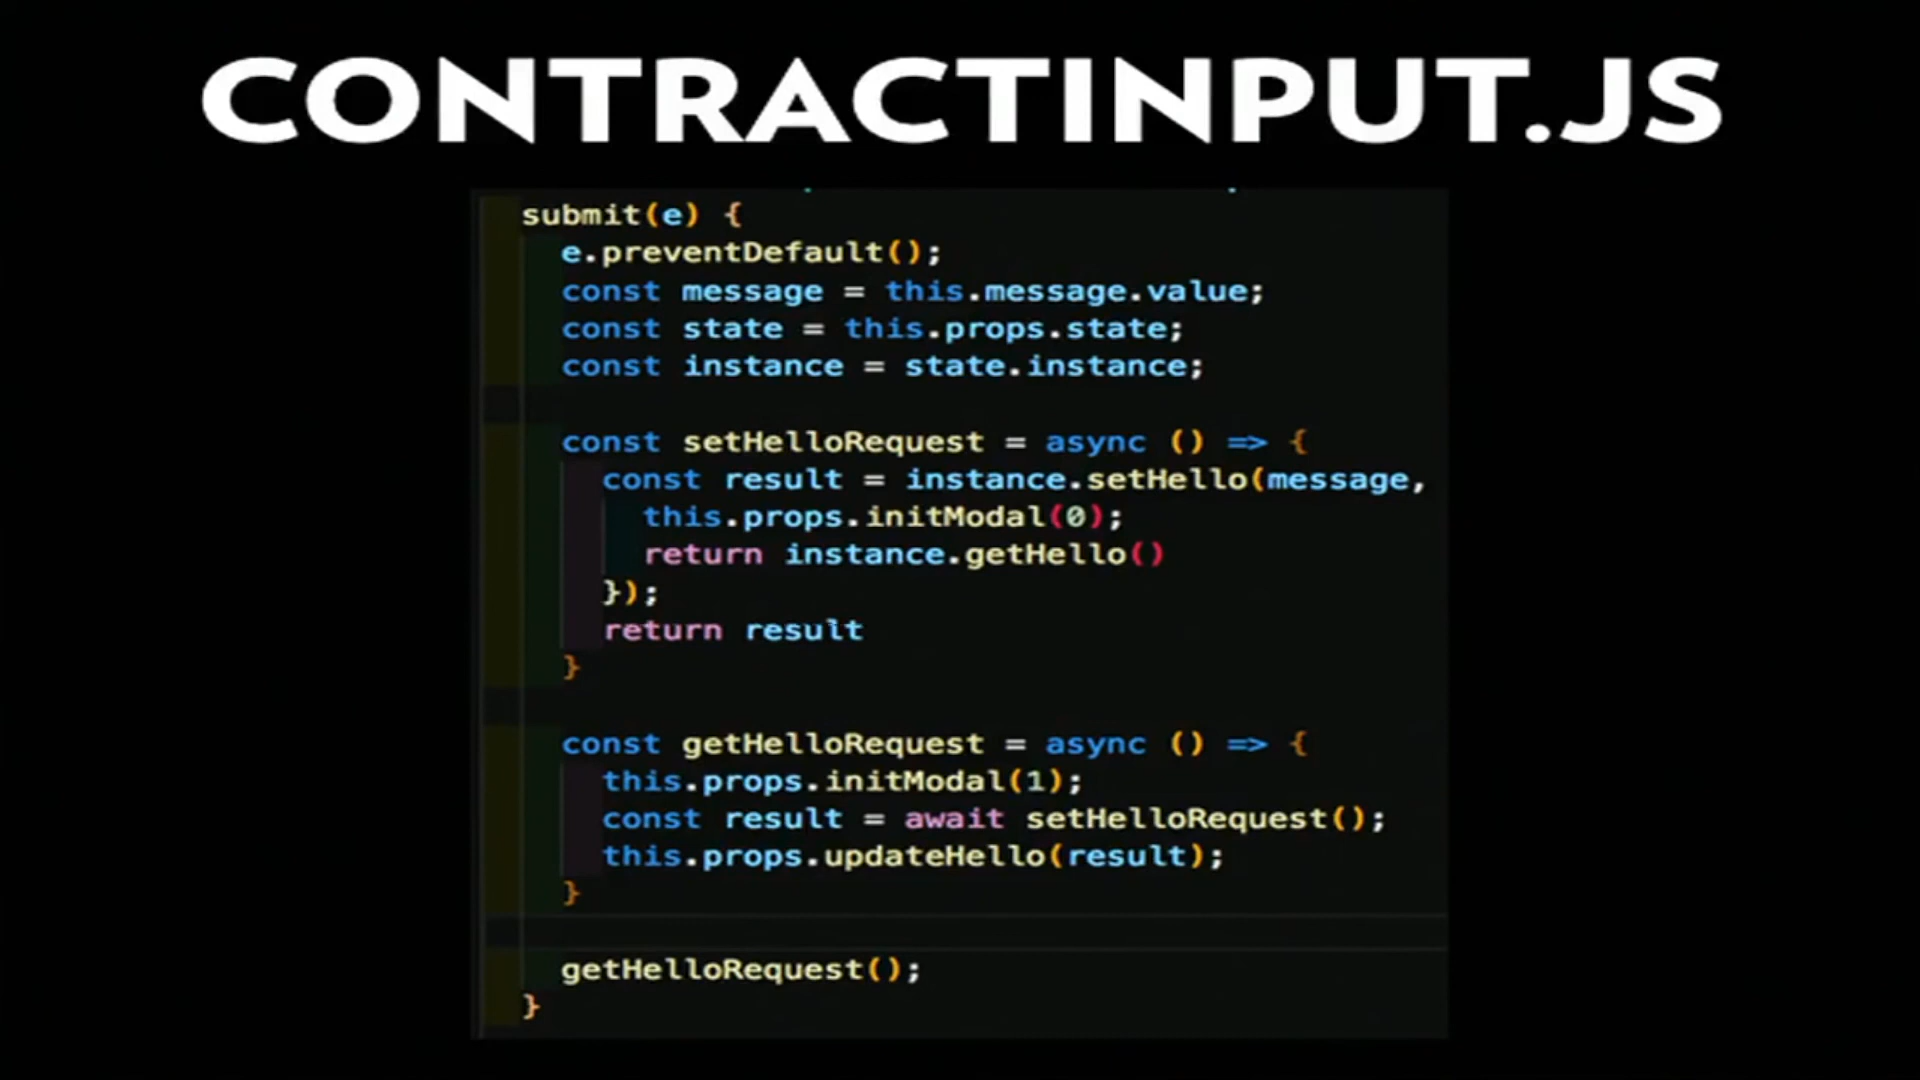 CONTRACTINPUT.JS
submit(e) {
e.preventDefault();
const message = this.message.value;
const state = this.props.state;
const instance = state.instance;
const setHelloRequest = async () => {
const result = instance.setHello(message,
this.props.initModal(0);
return instance.getHello()
});
return result
}
const getHelloRequest = async () => {
this.props.initModal(1);
const result = await setHelloRequest();
this.props.updateHello(result);
}
getHelloRequest();
}